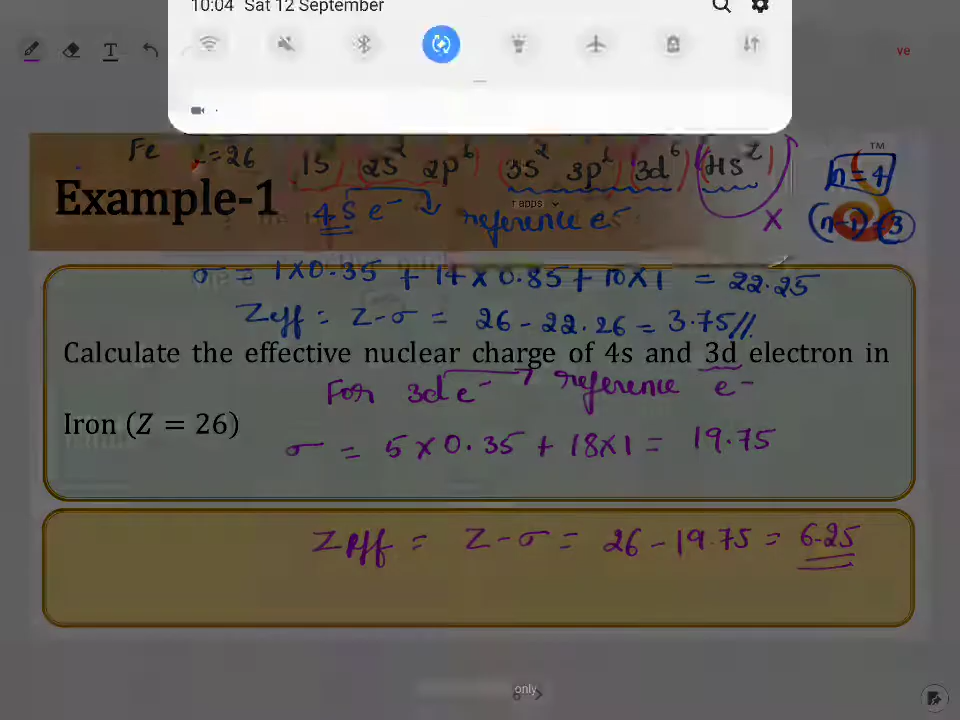 10:04 Sat 12 September
T
ve
Fe Z=26 1s² (2s² 2p⁶) (3s² 3p⁶) (3d⁶) (4s²)
TM
Example-1
n=4
4s e⁻ reference e⁻s
apps
X
(n-1)=3
σ = 1×0.35 + 14×0.85 + 10×1 = 22.25
Zeff = Z-σ = 26-22.26 = 3.75//
Calculate the effective nuclear charge of 4s and 3d electron in
For 3d e⁻ → reference e⁻
Iron (Z = 26)
σ = 5×0.35 + 18×1 = 19.75
Zeff = Z-σ = 26-19.75 = 6.25
only